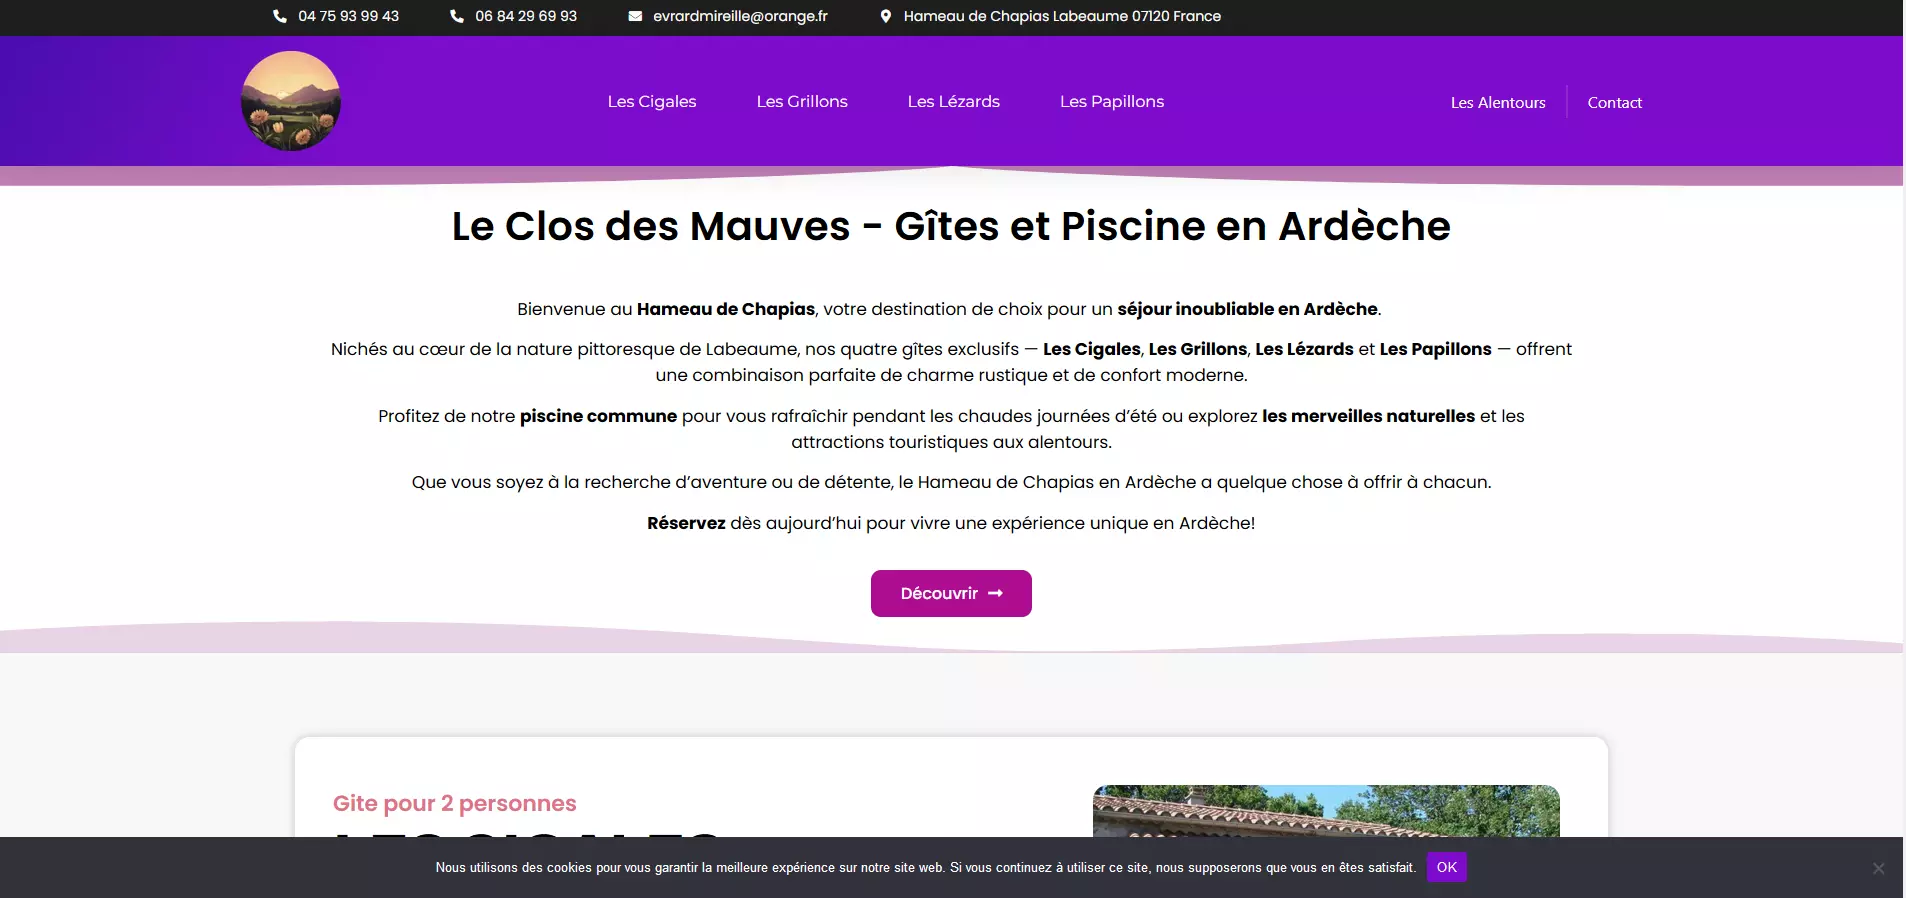 04 75 93 99 43
06 84 29 69 93
evrardmireille@orange.fr
Hameau de Chapias Labeaume 07120 France
Les Cigales
Les Grillons
Les Lézards
Les Papillons
Les Alentours
Contact
Le Clos des Mauves - Gîtes et Piscine en Ardèche
Bienvenue au Hameau de Chapias, votre destination de choix pour un séjour inoubliable en Ardèche.
Nichés au cœur de la nature pittoresque de Labeaume, nos quatre gîtes exclusifs — Les Cigales, Les Grillons, Les Lézards et Les Papillons — offrent
une combinaison parfaite de charme rustique et de confort moderne.
Profitez de notre piscine commune pour vous rafraîchir pendant les chaudes journées d’été ou explorez les merveilles naturelles et les
attractions touristiques aux alentours.
Que vous soyez à la recherche d’aventure ou de détente, le Hameau de Chapias en Ardèche a quelque chose à offrir à chacun.
Réservez dès aujourd’hui pour vivre une expérience unique en Ardèche!
Découvrir
Gite pour 2 personnes
Nous utilisons des cookies pour vous garantir la meilleure expérience sur notre site web. Si vous continuez à utiliser ce site, nous supposerons que vous en êtes satisfait.
OK